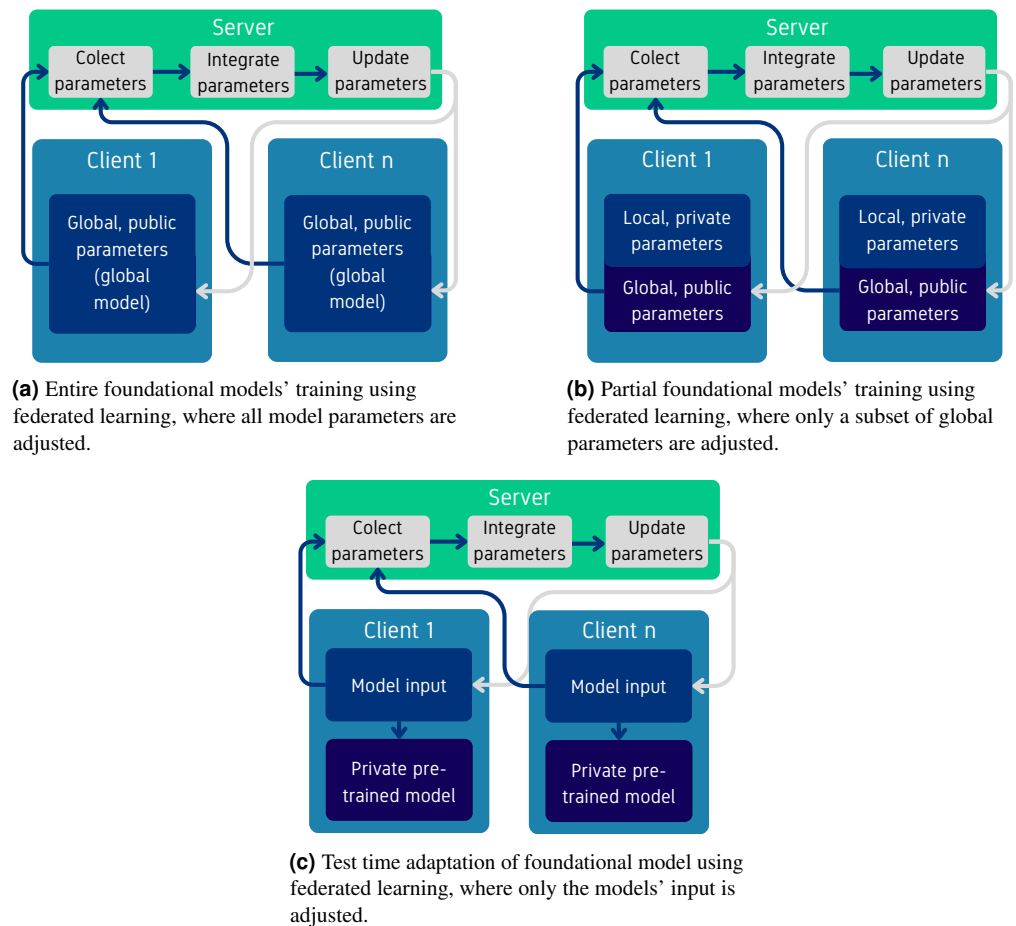 Server
Colect
parameters
Integrate
parameters
Update
parameters
Client 1
Global, public
parameters
(global
model)
Client n
Global, public
parameters
(global
model)
(a) Entire foundational models’ training using
federated learning, where all model parameters are
adjusted.
Server
Colect
parameters
Integrate
parameters
Update
parameters
Client 1
Local, private
parameters
Global, public
parameters
Client n
Local, private
parameters
Global, public
parameters
(b) Partial foundational models’ training using
federated learning, where only a subset of global
parameters are adjusted.
Server
Colect
parameters
Integrate
parameters
Update
parameters
Client 1
Model input
Private pre-
trained model
Client n
Model input
Private pre-
trained model
(c) Test time adaptation of foundational model using
federated learning, where only the models’ input is
adjusted.